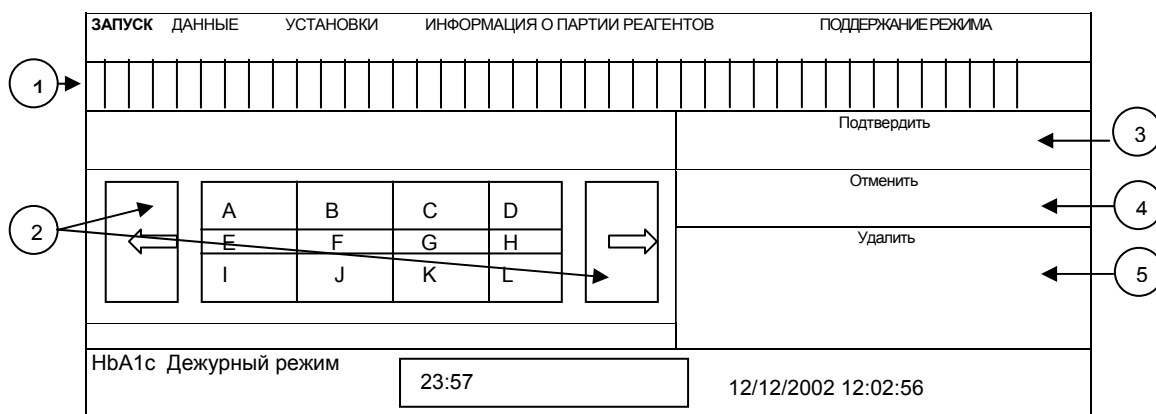 ЗАПУСК ДАННЫЕ УСТАНОВКИ ИНФОРМАЦИЯ О ПАРТИИ РЕАГЕНТОВ ПОДДЕРЖАНИЕ РЕЖИМА
1
Подтвердить
3
Отменить
4
2
A B C D
E F G H
I J K L
Удалить
5
HbA1c Дежурный режим
23:57
12/12/2002 12:02:56